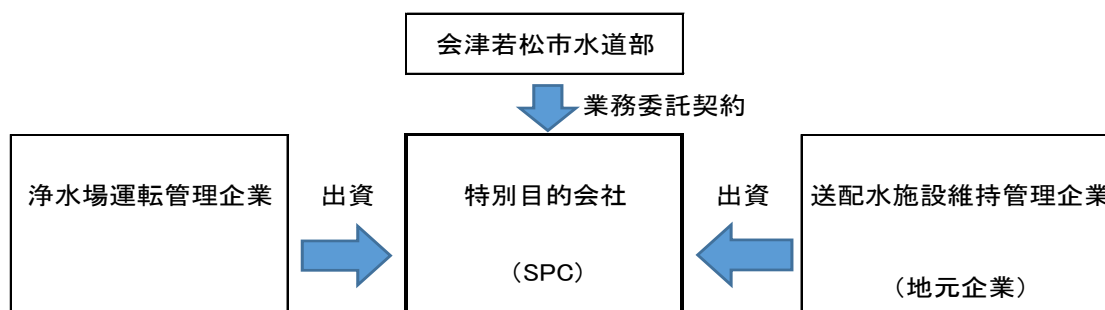 会津若松市水道部
業務委託契約
浄水場運転管理企業
出資
特別目的会社
（SPC）
出資
送配水施設維持管理企業
（地元企業）